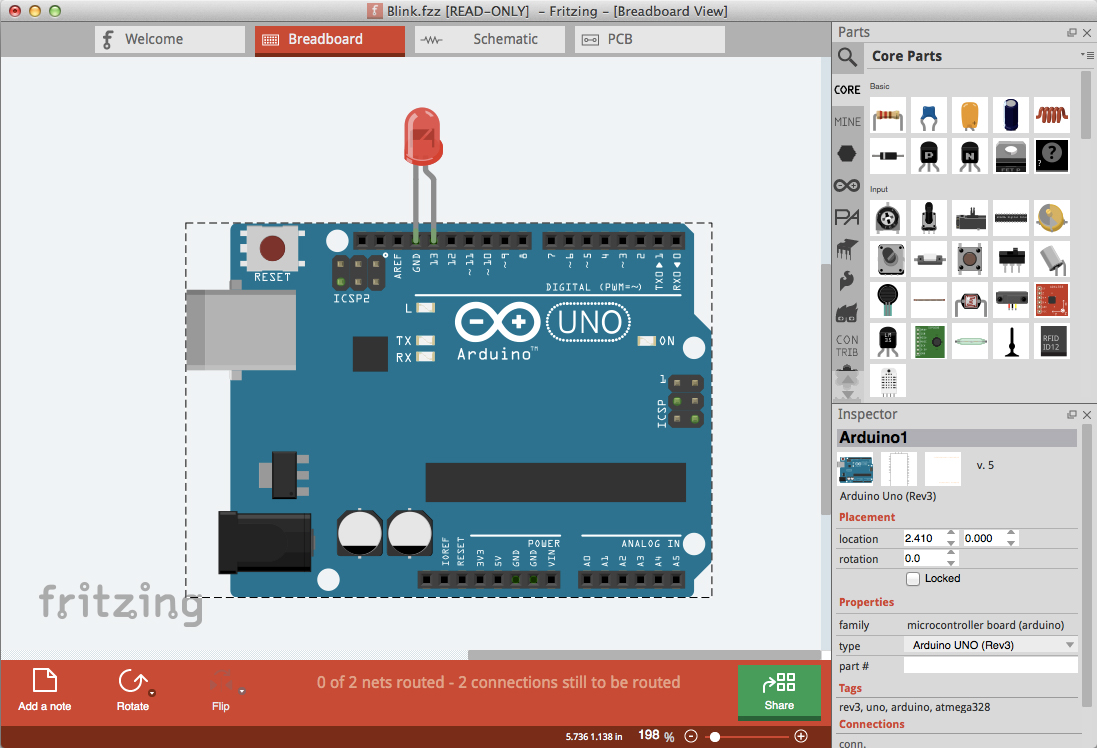 Blink.fzz [READ-ONLY] - Fritzing - [Breadboard View]
Welcome
Breadboard
Schematic
PCB
Parts
Core Parts
CORE
MINE
PA
CON
TRIB
Basic
P
N
?
?
Input
LM
35
RFID
ID12
RESET
ICSP2
AREF
GND
13
12
~11
~10
~9
8
7
~6
~5
4
~3
2
TXD▶1
RXD◀0
DIGITAL (PWM=~)
L
TX
RX
UNO
Arduino™
ON
1
ICSP
POWER
ANALOG IN
IOREF
RESET
3V3
5V
GND
GND
VIN
A0
A1
A2
A3
A4
A5
fritzing
Inspector
Arduino1
v. 5
Arduino Uno (Rev3)
Placement
location 2.410 0.000
rotation 0.0
Locked
Properties
family microcontroller board (arduino)
type Arduino UNO (Rev3)
part #
Tags
rev3, uno, arduino, atmega328
Connections
conn.
Add a note
Rotate
Flip
0 of 2 nets routed - 2 connections still to be routed
Share
5.736 1.138 in 198 %